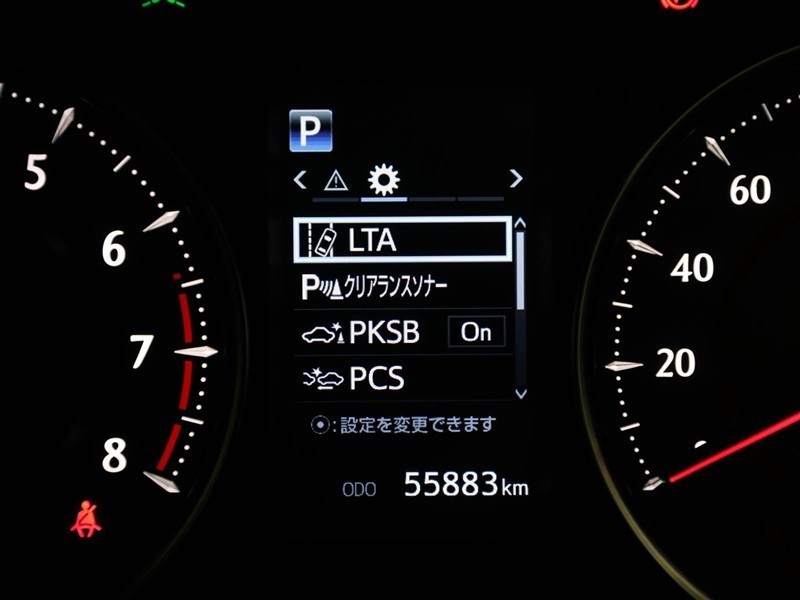 P
5
6
7
8
LTA
Pクリアランスソナー
PKSB On
PCS
:設定を変更できます
ODO 55883km
60
40
20